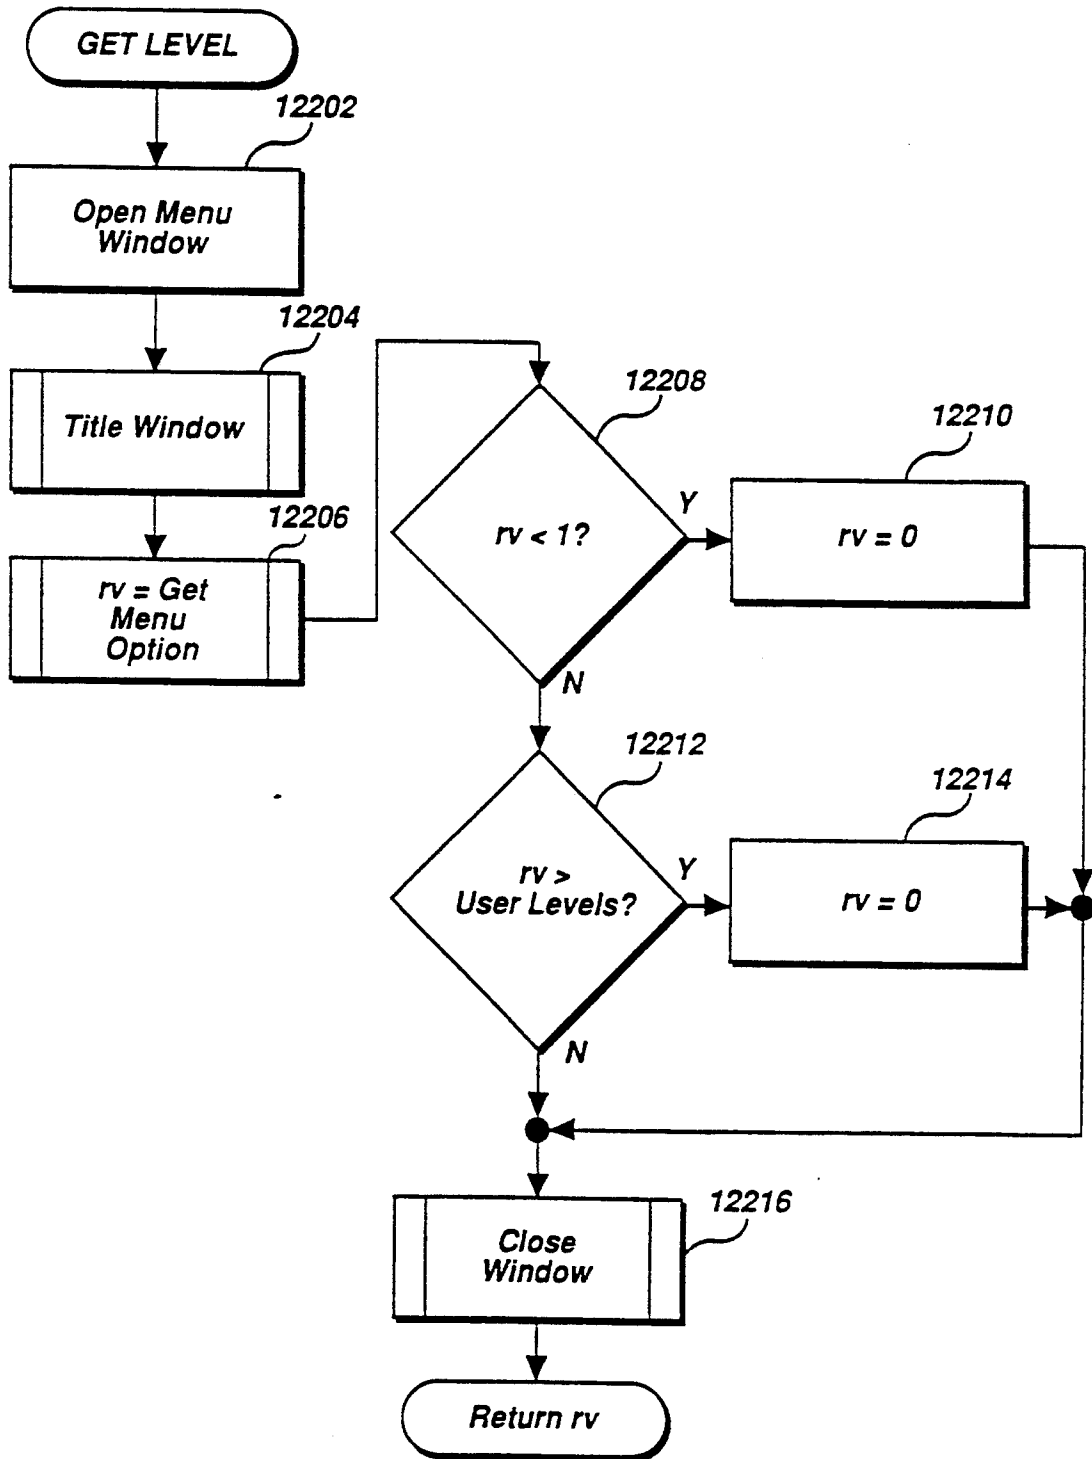 GET LEVEL
12202
Open Menu
Window
12204
Title Window
12206
rv = Get
Menu
Option
12208
rv < 1?
Y
N
12210
rv = 0
12212
rv >
User Levels?
Y
N
12214
rv = 0
12216
Close
Window
Return rv